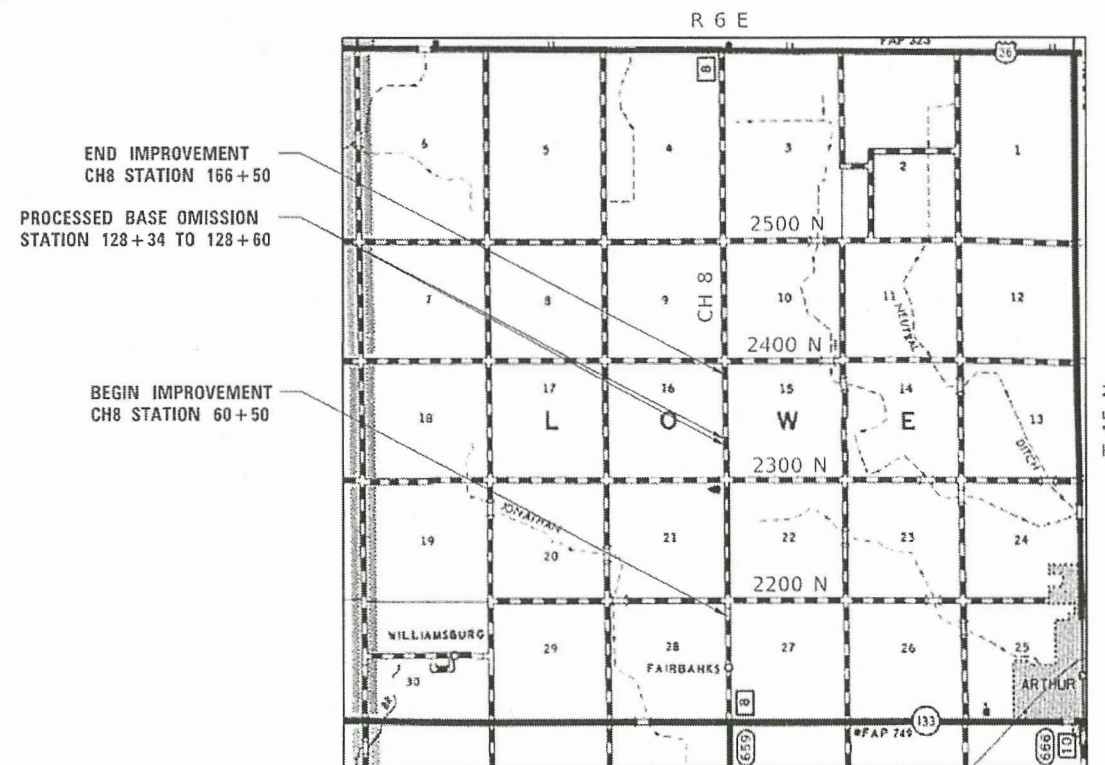 R 6 E
FAP 323
36
8
6
5
4
3
2
1
END IMPROVEMENT
CH8 STATION 166+50
PROCESSED BASE OMISSION
STATION 128+34 TO 128+60
2500 N
7
8
9
CH 8
10
11
12
NEUTRAL
2400 N
BEGIN IMPROVEMENT
CH8 STATION 60+50
18
17
16
15
14
13
L O W E
DITCH
2300 N
JONATHAN
19
20
21
22
23
24
2200 N
WILLIAMSBURG
30
29
28
27
26
25
FAIRBANKS
ARTHUR
BR
8
133
*FAP 749
659
666
10